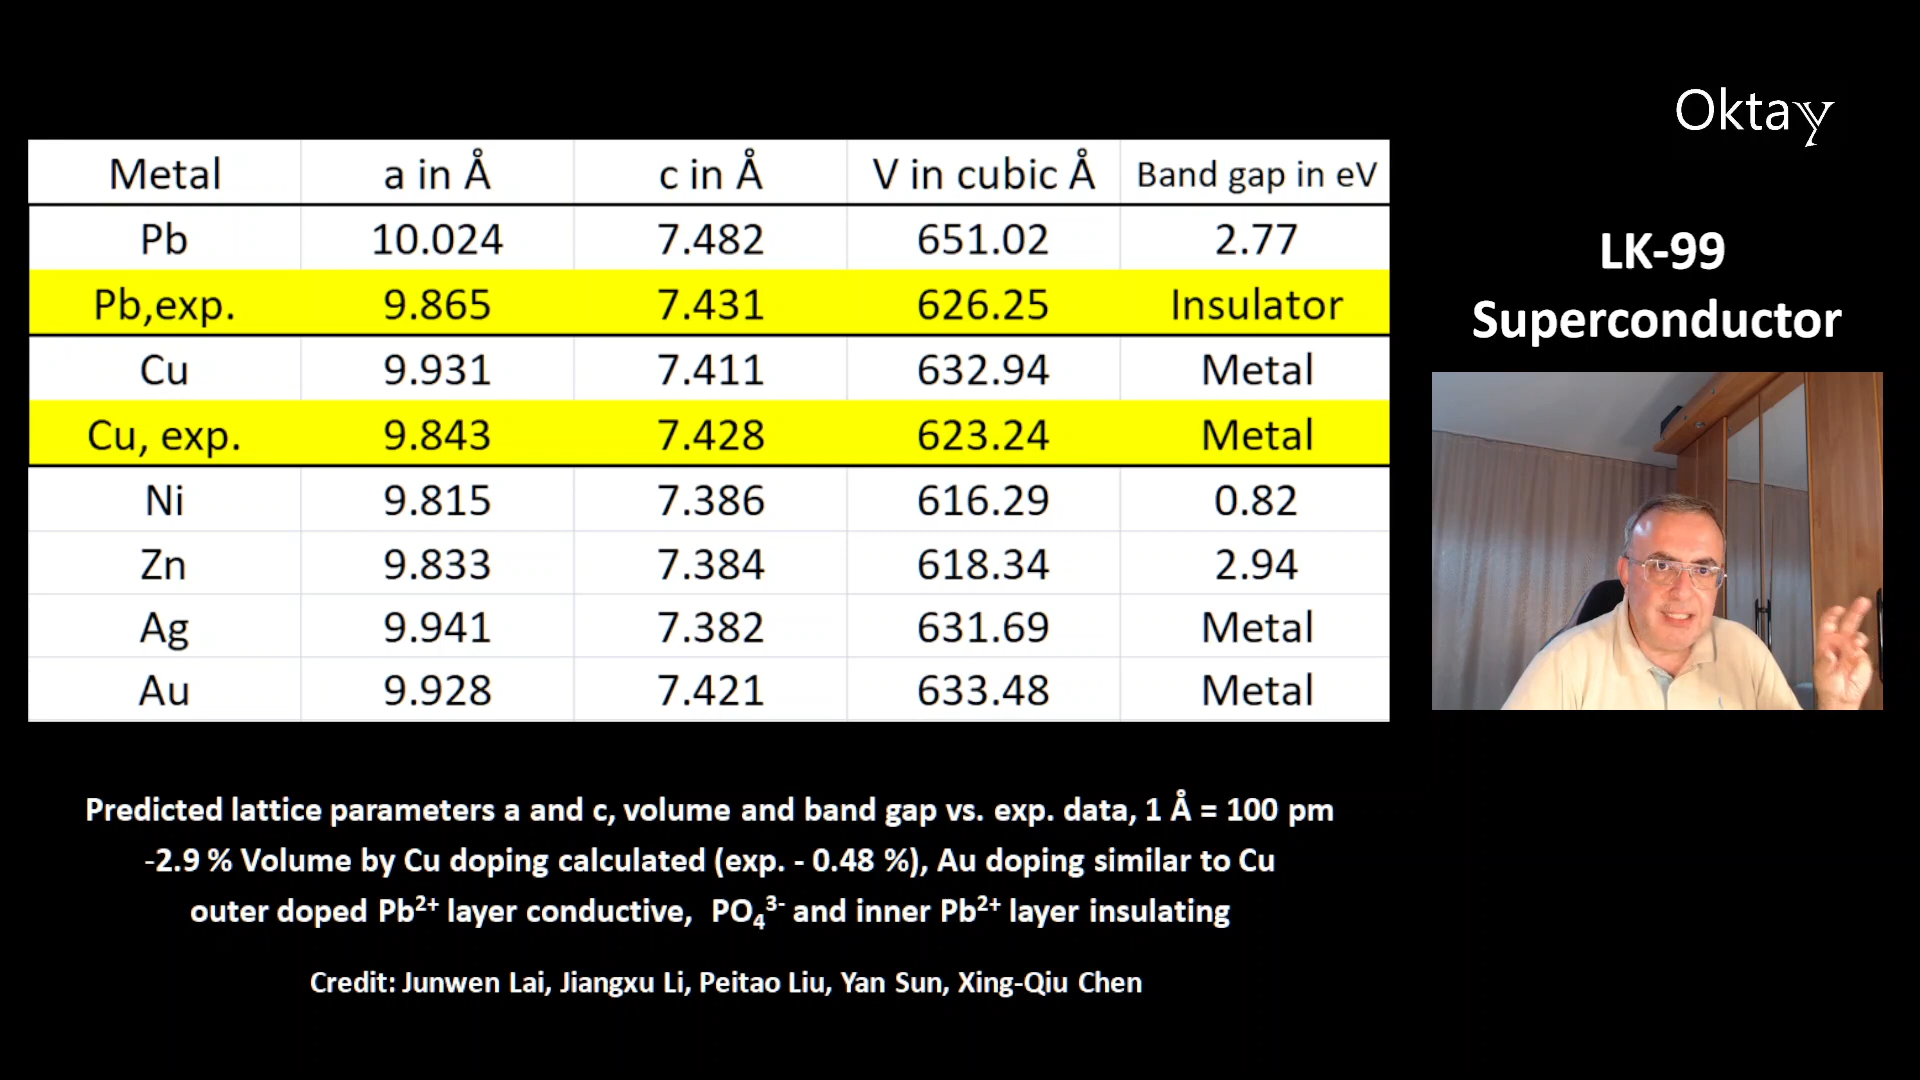 Oktay
Metal a in Å c in Å V in cubic Å Band gap in eV
Pb 10.024 7.482 651.02 2.77
Pb,exp. 9.865 7.431 626.25 Insulator
Cu 9.931 7.411 632.94 Metal
Cu, exp. 9.843 7.428 623.24 Metal
Ni 9.815 7.386 616.29 0.82
Zn 9.833 7.384 618.34 2.94
Ag 9.941 7.382 631.69 Metal
Au 9.928 7.421 633.48 Metal
LK-99
Superconductor
Predicted lattice parameters a and c, volume and band gap vs. exp. data, 1 Å = 100 pm
-2.9 % Volume by Cu doping calculated (exp. - 0.48 %), Au doping similar to Cu
outer doped Pb²⁺ layer conductive, PO₄³⁻ and inner Pb²⁺ layer insulating
Credit: Junwen Lai, Jiangxu Li, Peitao Liu, Yan Sun, Xing-Qiu Chen